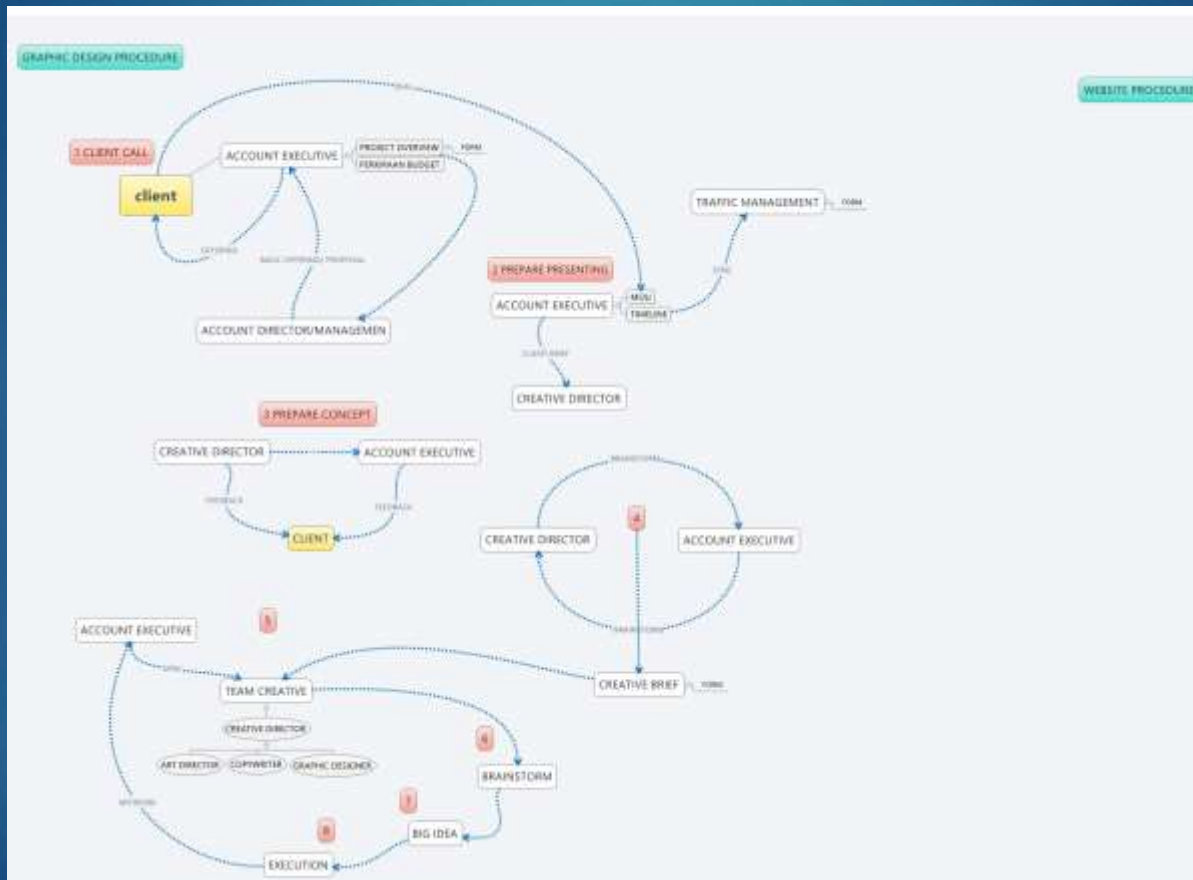 GRAPHIC DESIGN PROCEDURE
WEBSITE PROCEDURE
1 CLIENT CALL
client
ACCOUNT EXECUTIVE
PROJECT OVERVIEW
FORM
PERKIRAAN BUDGET
ACCOUNT DIRECTOR/MANAGEMEN
2 PREPARE PRESENTING
ACCOUNT EXECUTIVE
MOU
TIMELINE
TRAFFIC MANAGEMENT
FORM
CREATIVE DIRECTOR
3 PREPARE CONCEPT
CREATIVE DIRECTOR
ACCOUNT EXECUTIVE
FEEDBACK
FEEDBACK
CLIENT
4
CREATIVE DIRECTOR
ACCOUNT EXECUTIVE
CREATIVE BRIEF
FORM
5
ACCOUNT EXECUTIVE
TEAM CREATIVE
CREATIVE DIRECTOR
ART DIRECTOR
COPYWRITER
GRAPHIC DESIGNER
6
BRAINSTORM
7
BIG IDEA
8
EXECUTION